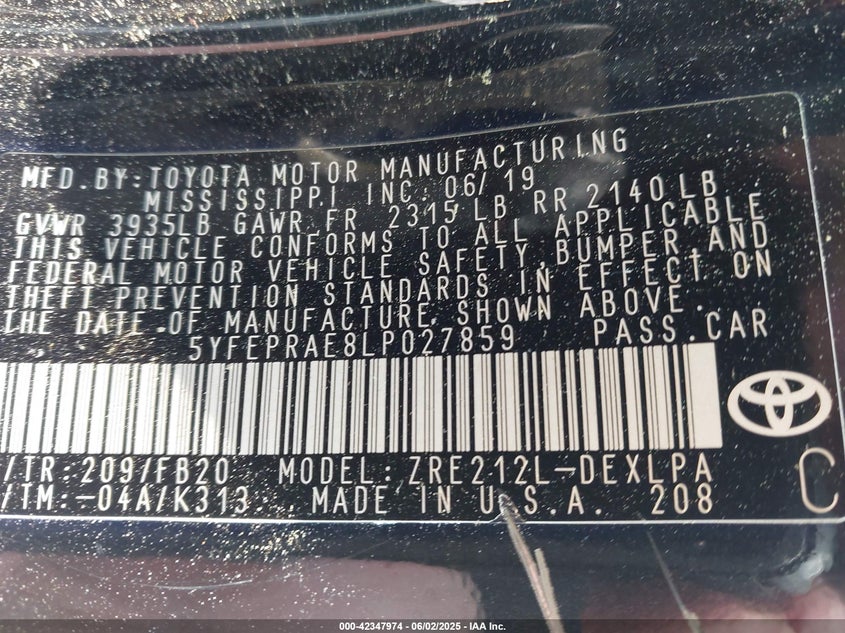 MFD.BY:TOYOTA MOTOR MANUFACTURING
MISSISSIPPI INC. 06/19
GVWR 3935LB GAWR FR 2315LB RR 2140LB
THIS VEHICLE CONFORMS TO ALL APPLICABLE
FEDERAL MOTOR VEHICLE SAFETY,BUMPER,AND
THEFT PREVENTION STANDARDS IN EFFECT ON
THE DATE OF MANUFACTURE SHOWN ABOVE.
5YFEPRAE8LP027859 PASS.CAR
/TR:209/FB20 MODEL:ZRE212L-DEXLPA
/TM:-04A/K313 MADE IN U.S.A. 208 C
000-42347974 - 06/02/2025 - IAA Inc.